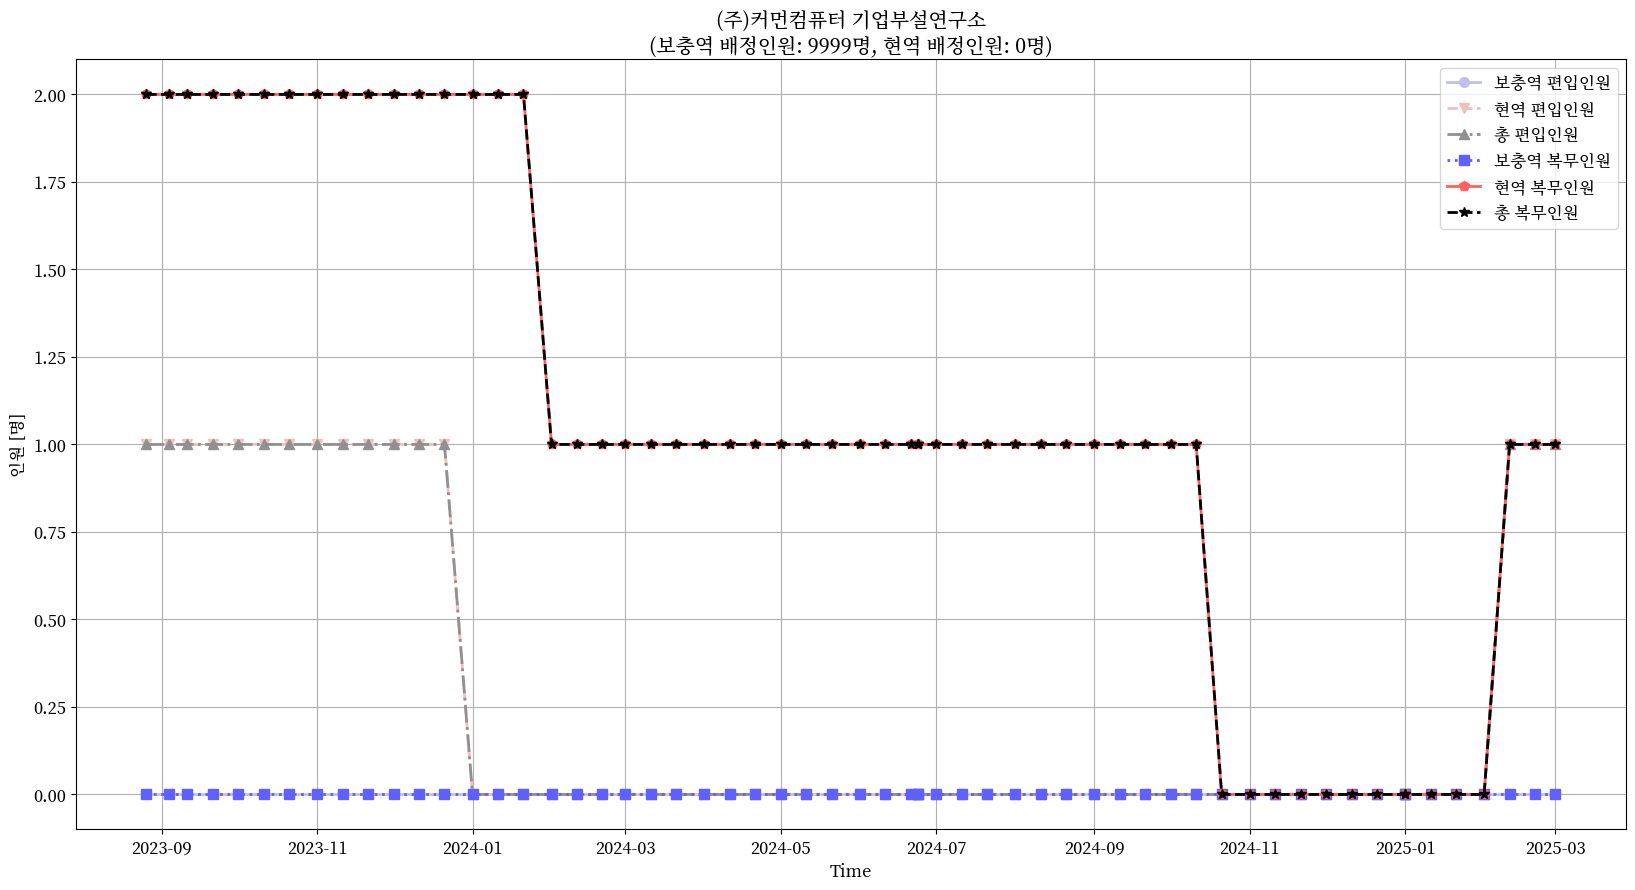 (주)커먼컴퓨터 기업부설연구소
(보충역 배정인원: 9999명, 현역 배정인원: 0명)
보충역 편입인원
현역 편입인원
총 편입인원
보충역 복무인원
현역 복무인원
총 복무인원
인원 [명]
2.00
1.75
1.50
1.25
1.00
0.75
0.50
0.25
0.00
2023-09
2023-11
2024-01
2024-03
2024-05
2024-07
2024-09
2024-11
2025-01
2025-03
Time